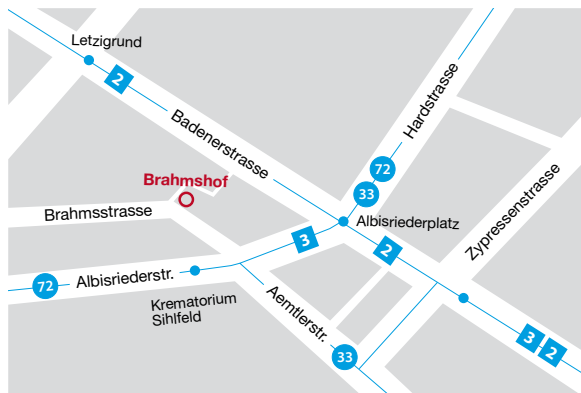 Letzigrund
2
Badenerstrasse
Hardstrasse
72
33
Brahmshof
Brahmsstrasse
Albisriederplatz
Zypressenstrasse
3
2
72
Albisriederstr.
Krematorium
Sihlfeld
Aemtlerstr.
33
3
2